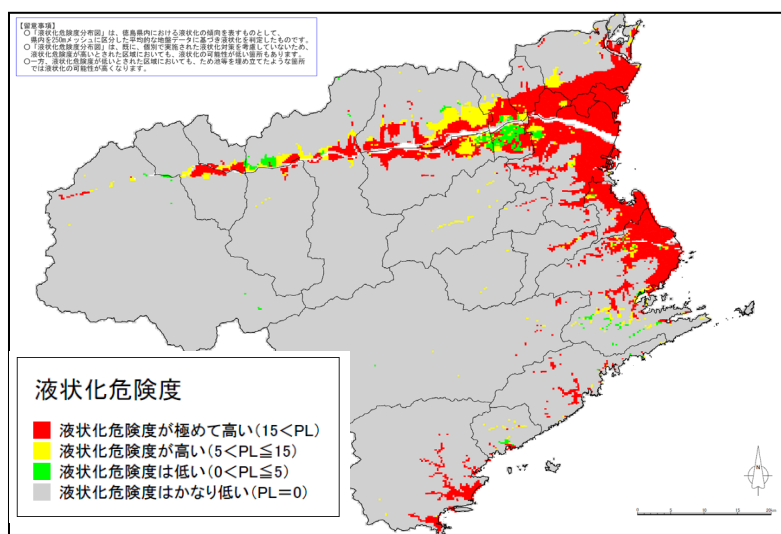 【留意事項】
○「液状化危険度分布図」は、徳島県内における液状化の傾向を表すものとして、
県内を250mメッシュに区分した平均的な地盤データに基づき液状化を判定したものです。
○「液状化危険度分布図」は、既に、個別で実施された液状化対策を考慮していないため、
液状化危険度が高いとされた区域においても、液状化の可能性が低い箇所もあります。
○一方、液状化危険度が低いとされた区域においても、ため池等を埋め立てたような箇所
では液状化の可能性が高くなります。
液状化危険度
液状化危険度が極めて高い(15<PL)
液状化危険度が高い(5<PL≦15)
液状化危険度は低い(0<PL≦5)
液状化危険度はかなり低い(PL=0)
N
0 5 10 20